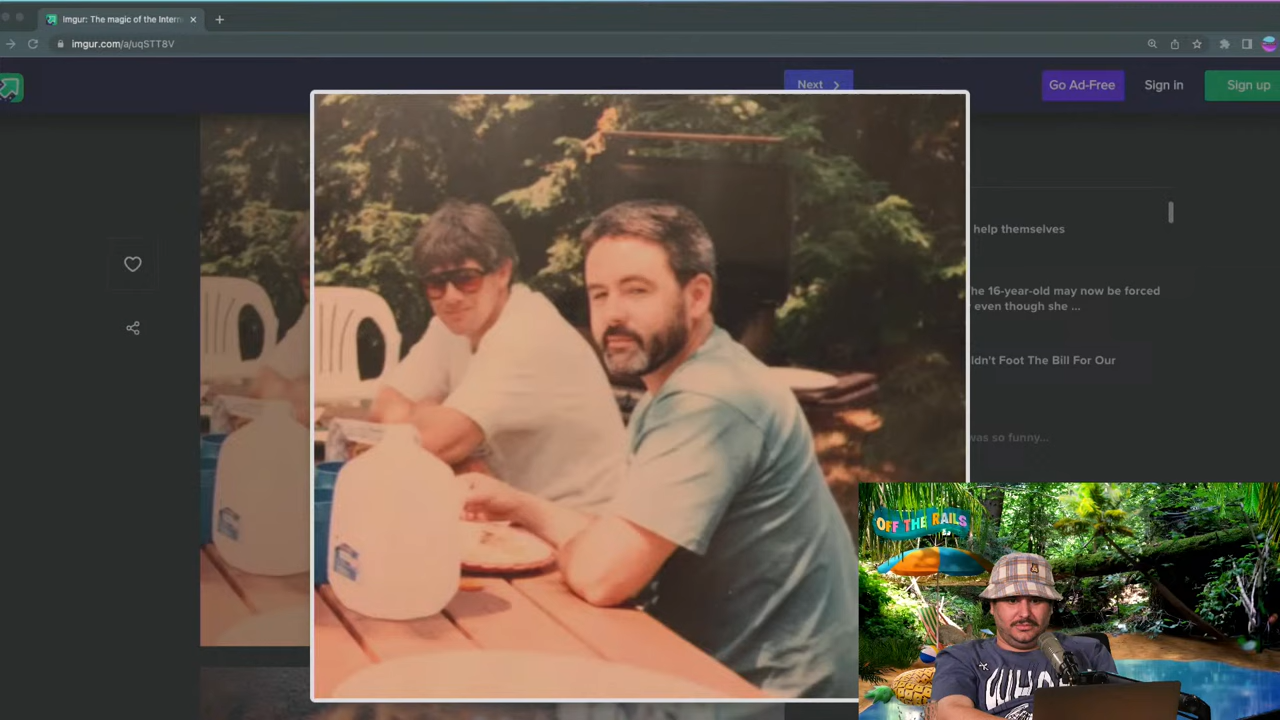 Imgur: The magic of the Intern
imgur.com/a/uqSTT8V
Next
Go Ad-Free
Sign in
Sign up
help themselves
he 16-year-old may now be forced
even though she ...
ldn't Foot The Bill For Our
was so funny...
OFF THE RAILS